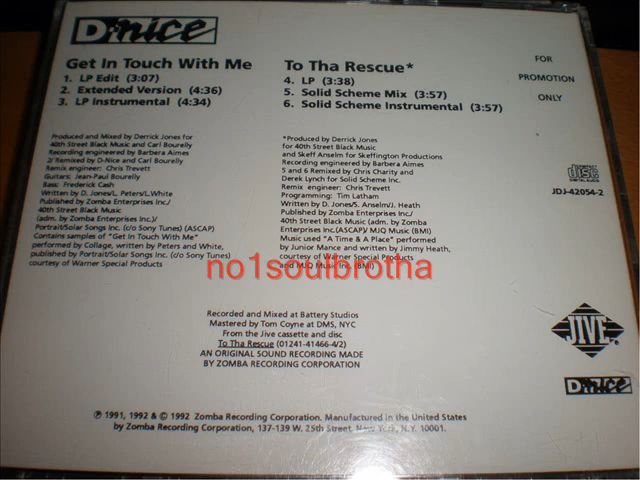 D-nice
Get In Touch With Me
1. LP Edit (3:07)
2. Extended Version (4:36)
3. LP Instrumental (4:34)
To Tha Rescue*
4. LP (3:38)
5. Solid Scheme Mix (3:57)
6. Solid Scheme Instrumental (3:57)
FOR
PROMOTION
ONLY
Produced and Mixed by Derrick Jones for
40th Street Black Music and Carl Bourelly
Recording engineered by Barbera Aimes
2/ Remixed by D-Nice and Carl Bourelly
Remix engineer: Chris Trevett
Guitars: Jean-Paul Bourelly
Bass: Frederick Cash
Written by D. Jones/L. Peters/L.White
Published by Zomba Enterprises Inc./
40th Street Black Music
(adm. by Zomba Enterprises Inc.)/
Portrait/Solar Songs Inc. (c/o Sony Tunes) (ASCAP)
Contains samples of "Get In Touch With Me"
performed by Collage, written by Peters and White,
published by Portrait/Solar Songs Inc. (c/o Sony Tunes)
courtesy of Warner Special Products
*Produced by Derrick Jones
for 40th Street Black Music
and Skeff Anselm for Skeffington Productions
Recording engineered by Barbera Aimes
5 and 6 Remixed by Chris Charity and
Derek Lynch for Solid Scheme Inc.
Remix engineer: Chris Trevett
Programming: Tim Latham
Written by D. Jones/S. Anselm/J. Heath
Published by Zomba Enterprises Inc./
40th Street Black Music (adm. by Zomba
Enterprises Inc.(ASCAP)/ MJQ Music (BMI)
Music used "A Time & A Place" performed
by Junior Mance and written by Jimmy Heath,
courtesy of Warner Special Products
and MJQ Music Inc. (BMI)
COMPACT
disc
DIGITAL AUDIO
JDJ-42054-2
no1soulbrotha
Recorded and Mixed at Battery Studios
Mastered by Tom Coyne at DMS, NYC
From the Jive cassette and disc
To Tha Rescue (01241-41466-4/2)
AN ORIGINAL SOUND RECORDING MADE
BY ZOMBA RECORDING CORPORATION
JIVE
D-nice
℗ 1991, 1992 & © 1992 Zomba Recording Corporation. Manufactured in the United States
by Zomba Recording Corporation, 137-139 W. 25th Street, New York, N.Y. 10001.